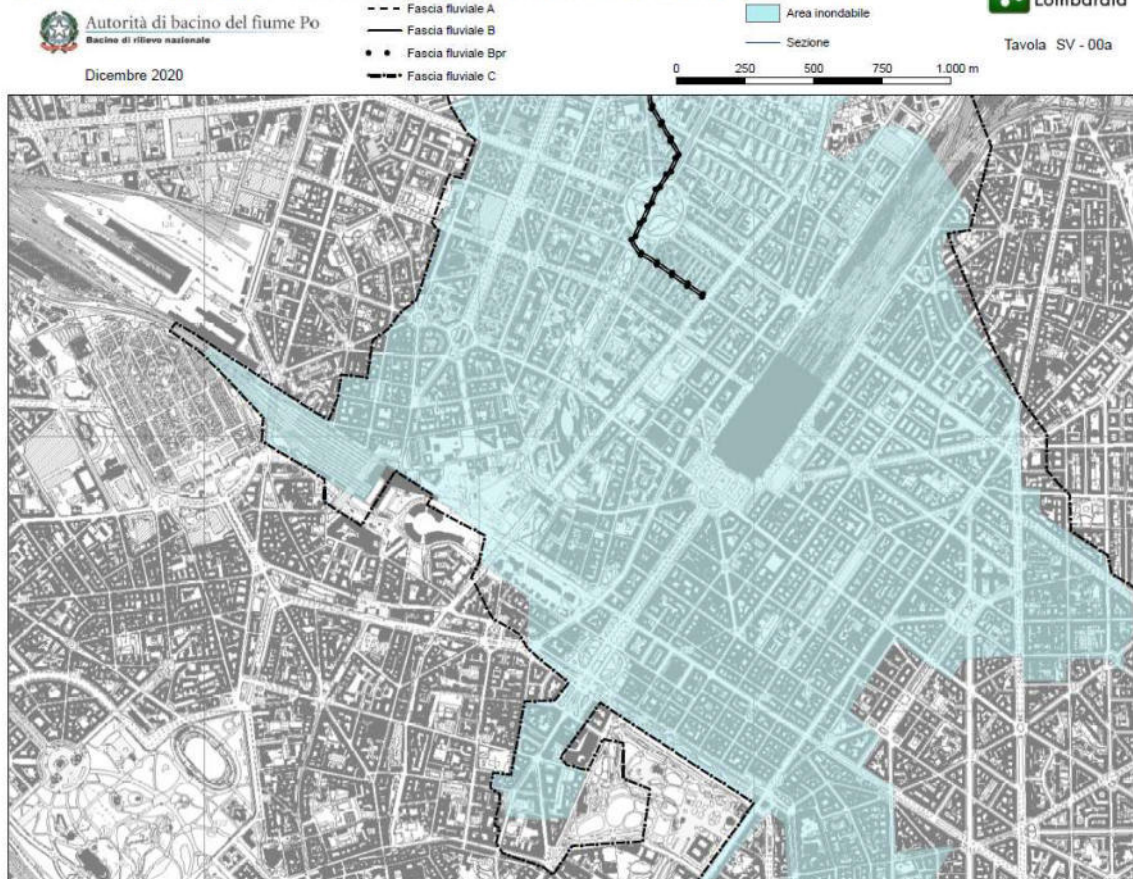 Autorità di bacino del fiume Po
Bacino di rilievo nazionale
Dicembre 2020
Fascia fluviale A
Fascia fluviale B
Fascia fluviale Bpr
Fascia fluviale C
Area inondabile
Sezione
0 250 500 750 1.000 m
Lombardia
Tavola SV - 00a